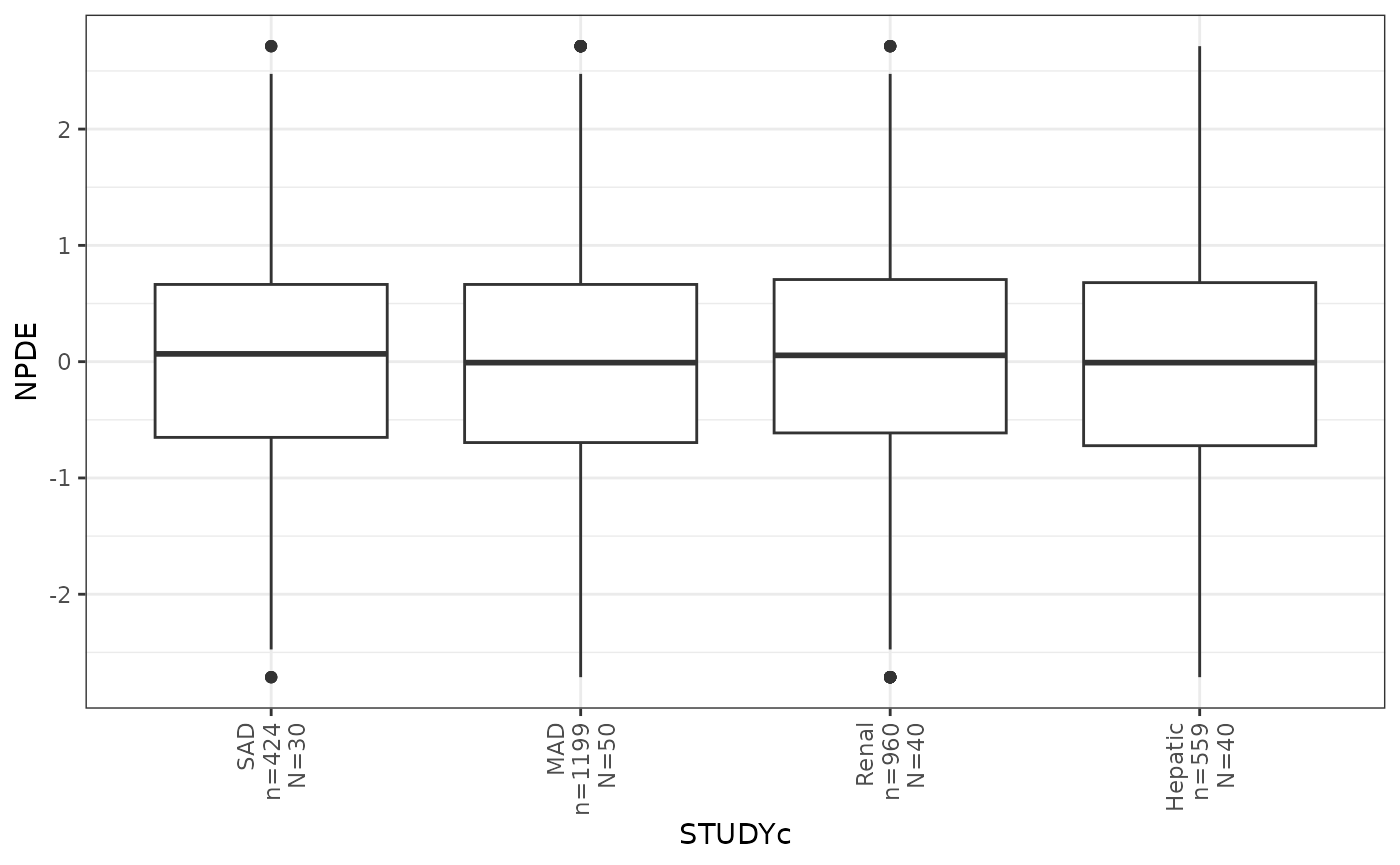 NPDE
2
1
0
-1
-2
SAD
n=424
N=30
MAD
n=1199
N=50
Renal
n=960
N=40
Hepatic
n=559
N=40
STUDYc